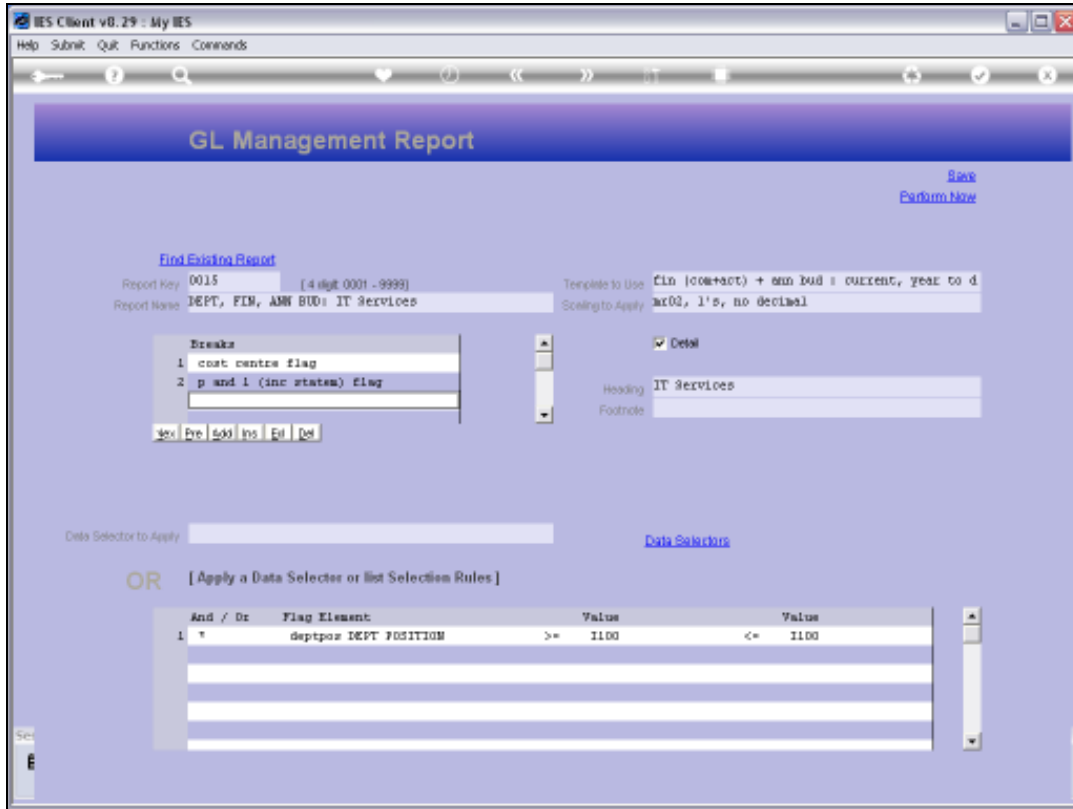 IES Client v8.29 : My IES
Help Submit Quit Functions Commands
GL Management Report
Save
Perform Now
Find Existing Report
Report Key 0015 [ 4 digit 0001 - 9999] Template to Use fin (com+act) + ann bud : current, year to d
Report Name DEPT, FIN, ANN BUD: IT Services Scaling to Apply mr02, 1's, no decimal
Breaks Detail
1 cost centre flag
2 p and l (inc statem) flag
Heading IT Services
Footnote
Nex Pre Add Ins Edi Del
Data Selector to Apply Data Selectors
OR [ Apply a Data Selector or list Selection Rules ]
And / Or Flag Element Value Value
1 deptpos DEPT POSITION >= I100 <= I100